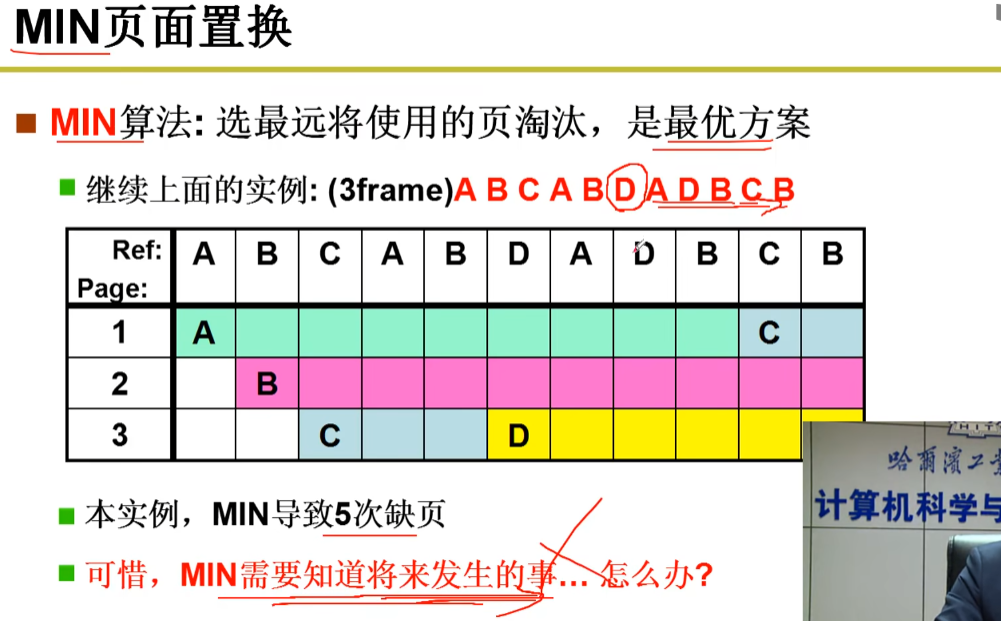 MIN页面置换
MIN算法: 选最远将使用的页淘汰，是最优方案
继续上面的实例: (3frame)A B C A B D A D B C B
Ref: A B C A B D A D B C B
Page:
1 A C
2 B
3 C D
哈爾濱工業
计算机科学与
本实例，MIN导致5次缺页
可惜，MIN需要知道将来发生的事… 怎么办?